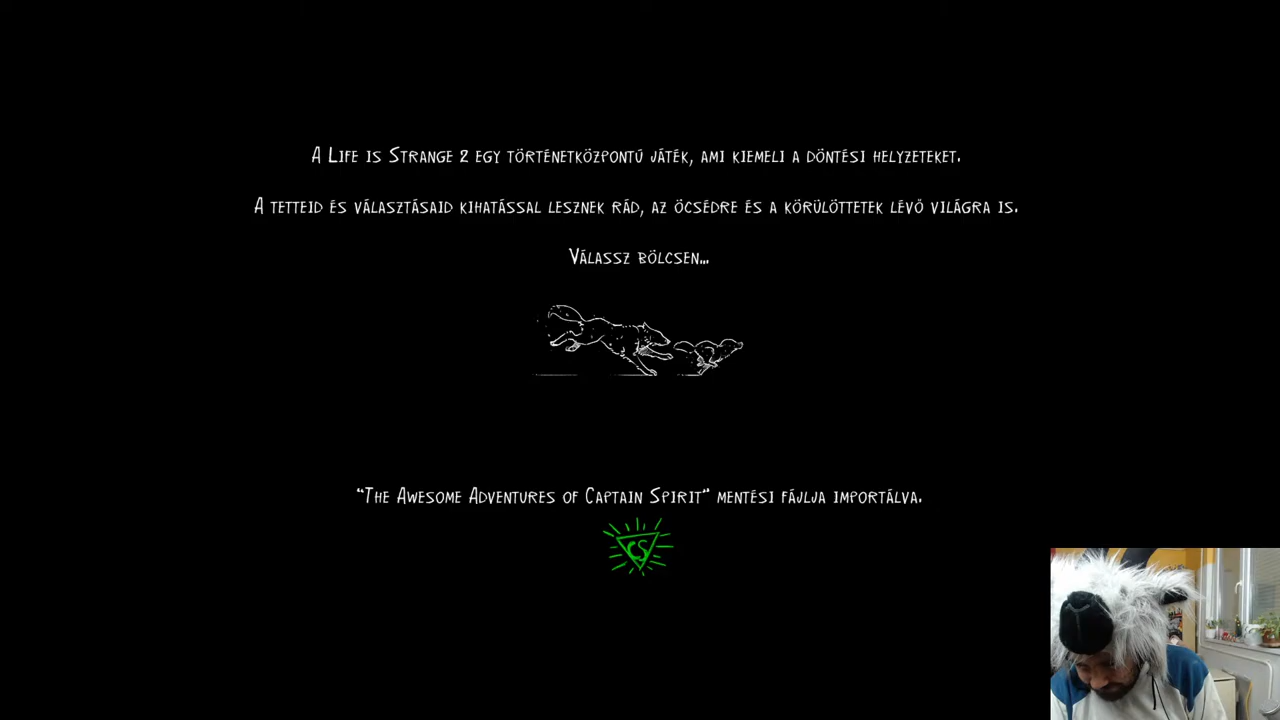 A Life is Strange 2 egy történetközpontú játék, ami kiemeli a döntési helyzeteket.
A tetteid és választásaid kihatással lesznek rád, az öcsédre és a körülöttetek lévő világra is.
Válassz bölcsen...
"The Awesome Adventures of Captain Spirit" mentési fájlja importálva.
CS